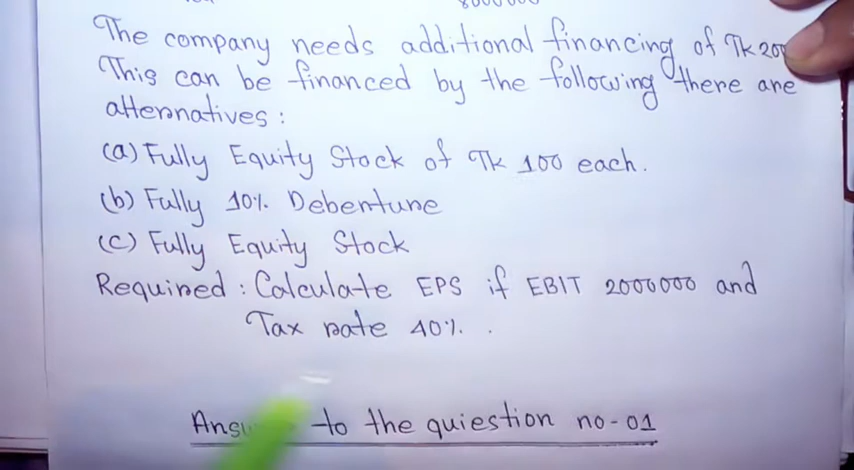 The company needs additional financing of Tk
This can be financed by the following there are
alternatives :
(a) Fully Equity Stock of Tk 100 each.
(b) Fully 10% Debenture
(c) Fully Equity Stock
Required : Calculate EPS if EBIT 2000000 and
Tax rate 40% .
to the quiestion no-01